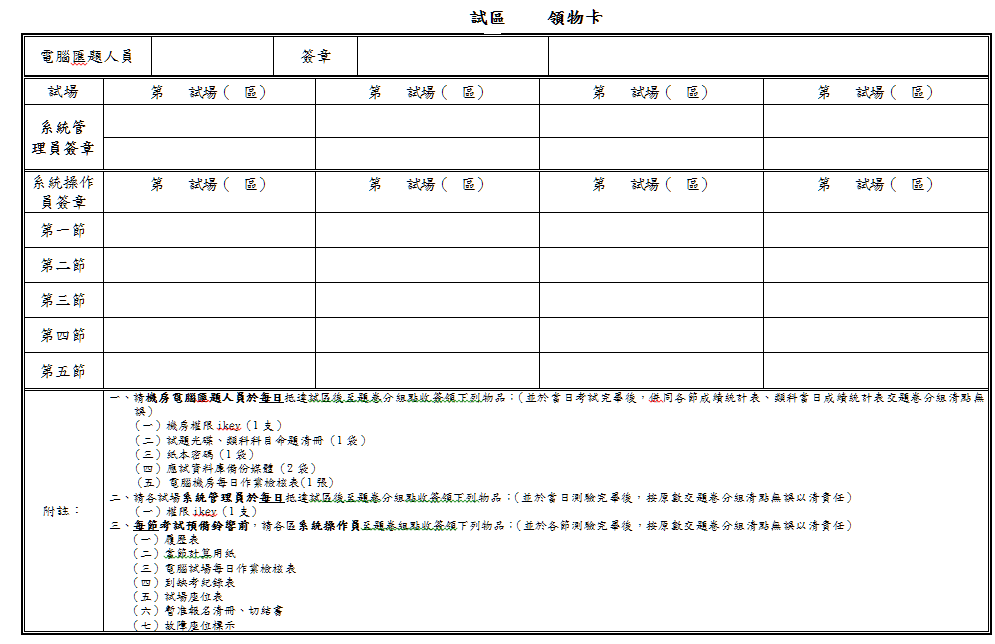 試區 領物卡
電腦匯題人員 簽章
試場 第 試場（ 區） 第 試場（ 區） 第 試場（ 區） 第 試場（ 區）
系統管
理員簽章
系統操作 第 試場（ 區） 第 試場（ 區） 第 試場（ 區） 第 試場（ 區）
員簽章
第一節
第二節
第三節
第四節
第五節
附註：
一、請機房電腦匯題人員於每日抵達試區後至題卷分組點收簽領下列物品：（並於當日考試完畢後，併同各節成績統計表、類科當日成績統計表交題卷分組清點無
誤）
（一）機房權限 ikey（1 支）
（二）試題光碟、類科科目命題清冊（1 袋）
（三）紙本密碼（1 袋）
（四）應試資料庫備份媒體（2 袋）
（五）電腦機房每日作業檢核表(1 張)
二、請各試場系統管理員於每日抵達試區後至題卷分組點收簽領下列物品：（並於當日測驗完畢後，按原數交題卷分組清點無誤以清責任）
（一）權限 ikey（1 支）
三、每節考試預備鈴響前，請各區系統操作員至題卷分組點收簽領下列物品：（並於各節測驗完畢後，按原數交題卷分組清點無誤以清責任）
（一）履歷表
（二）當節計算用紙
（三）電腦試場每日作業檢核表
（四）到缺考紀錄表
（五）試場座位表
（六）暫准報名清冊、切結書
（七）故障座位標示